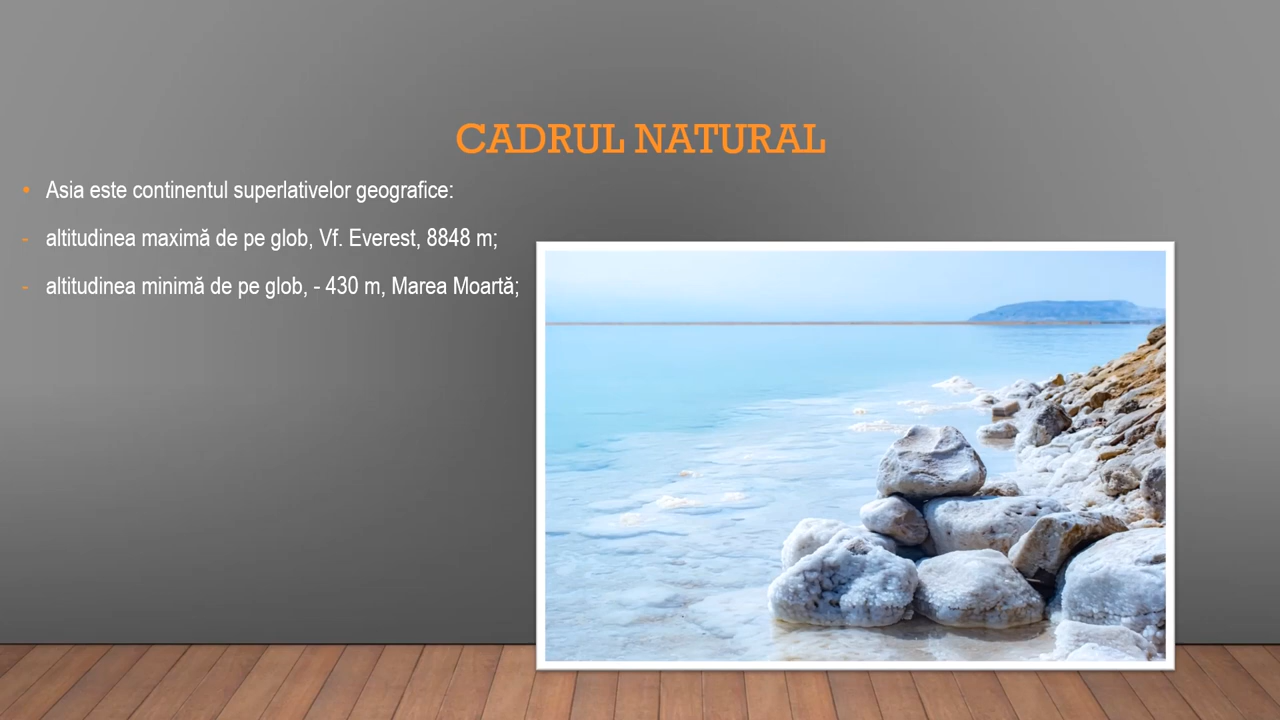 CADRUL NATURAL
• Asia este continentul superlativelor geografice:
- altitudinea maximă de pe glob, Vf. Everest, 8848 m;
- altitudinea minimă de pe glob, - 430 m, Marea Moartă;